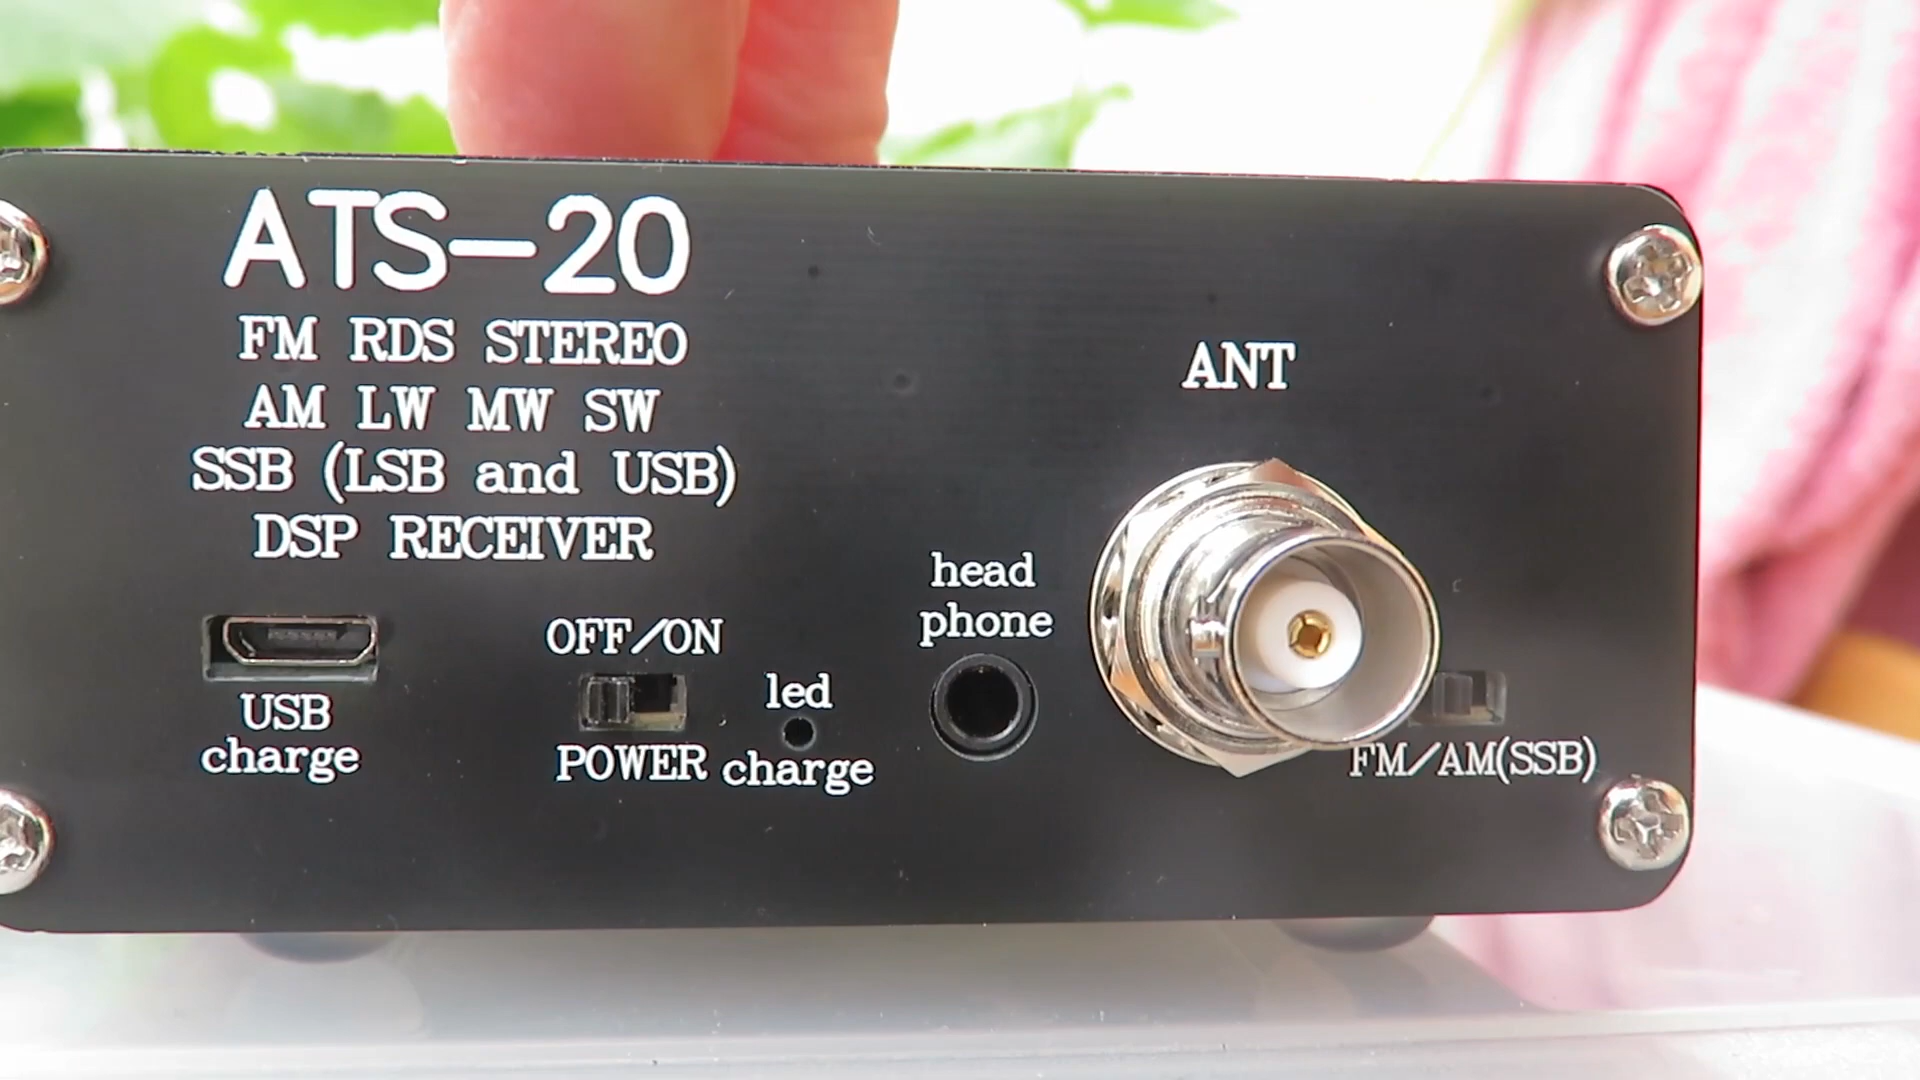 ATS-20
FM RDS STEREO
AM LW MW SW
SSB (LSB and USB)
DSP RECEIVER
ANT
head
phone
OFF/ON
led
USB
charge
POWER
charge
FM/AM(SSB)